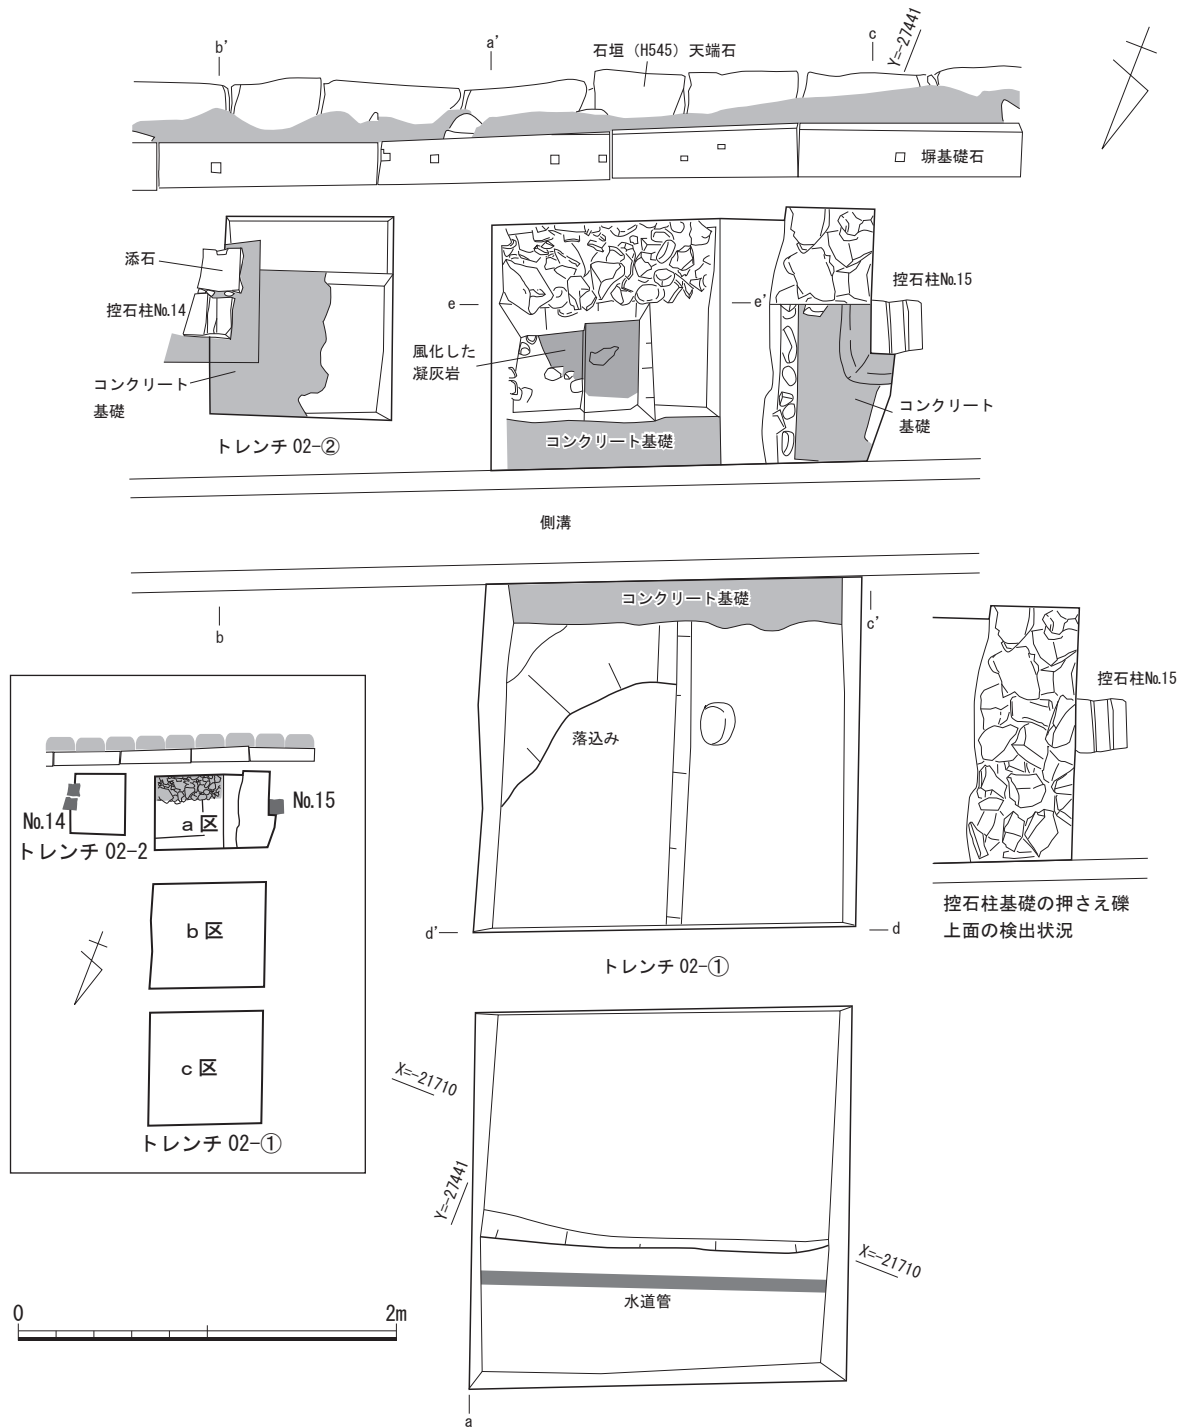 b'
a'
石垣（H545）天端石
c
Y=-27441
塀基礎石
添石
控石柱No.14
コンクリート
基礎
トレンチ 02-②
e
e'
風化した
凝灰岩
コンクリート基礎
控石柱No.15
コンクリート
基礎
側溝
b
コンクリート基礎
c'
落込み
d'
d
トレンチ 02-①
控石柱No.15
控石柱基礎の押さえ礫
上面の検出状況
No.14
トレンチ 02-2
a 区
No.15
b 区
c 区
トレンチ 02-①
X=-21710
Y=-27441
X=-21710
水道管
a
0
2m